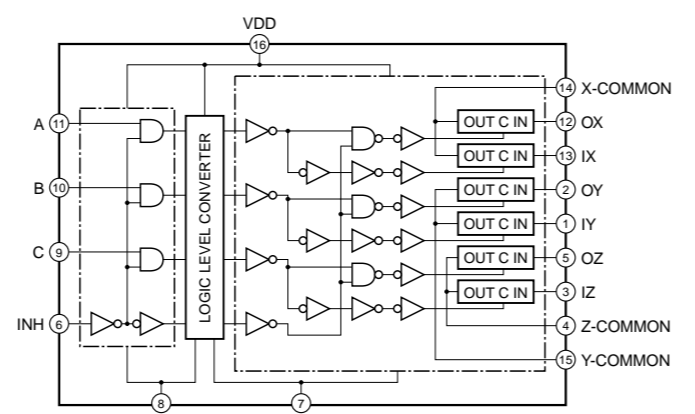 VDD
16
14 X-COMMON
A 11
OUT C IN 12 OX
OUT C IN 13 IX
B 10
OUT C IN 2 OY
LOGIC LEVEL CONVERTER
OUT C IN 1 IY
C 9
OUT C IN 5 OZ
OUT C IN 3 IZ
INH 6
4 Z-COMMON
15 Y-COMMON
8
7